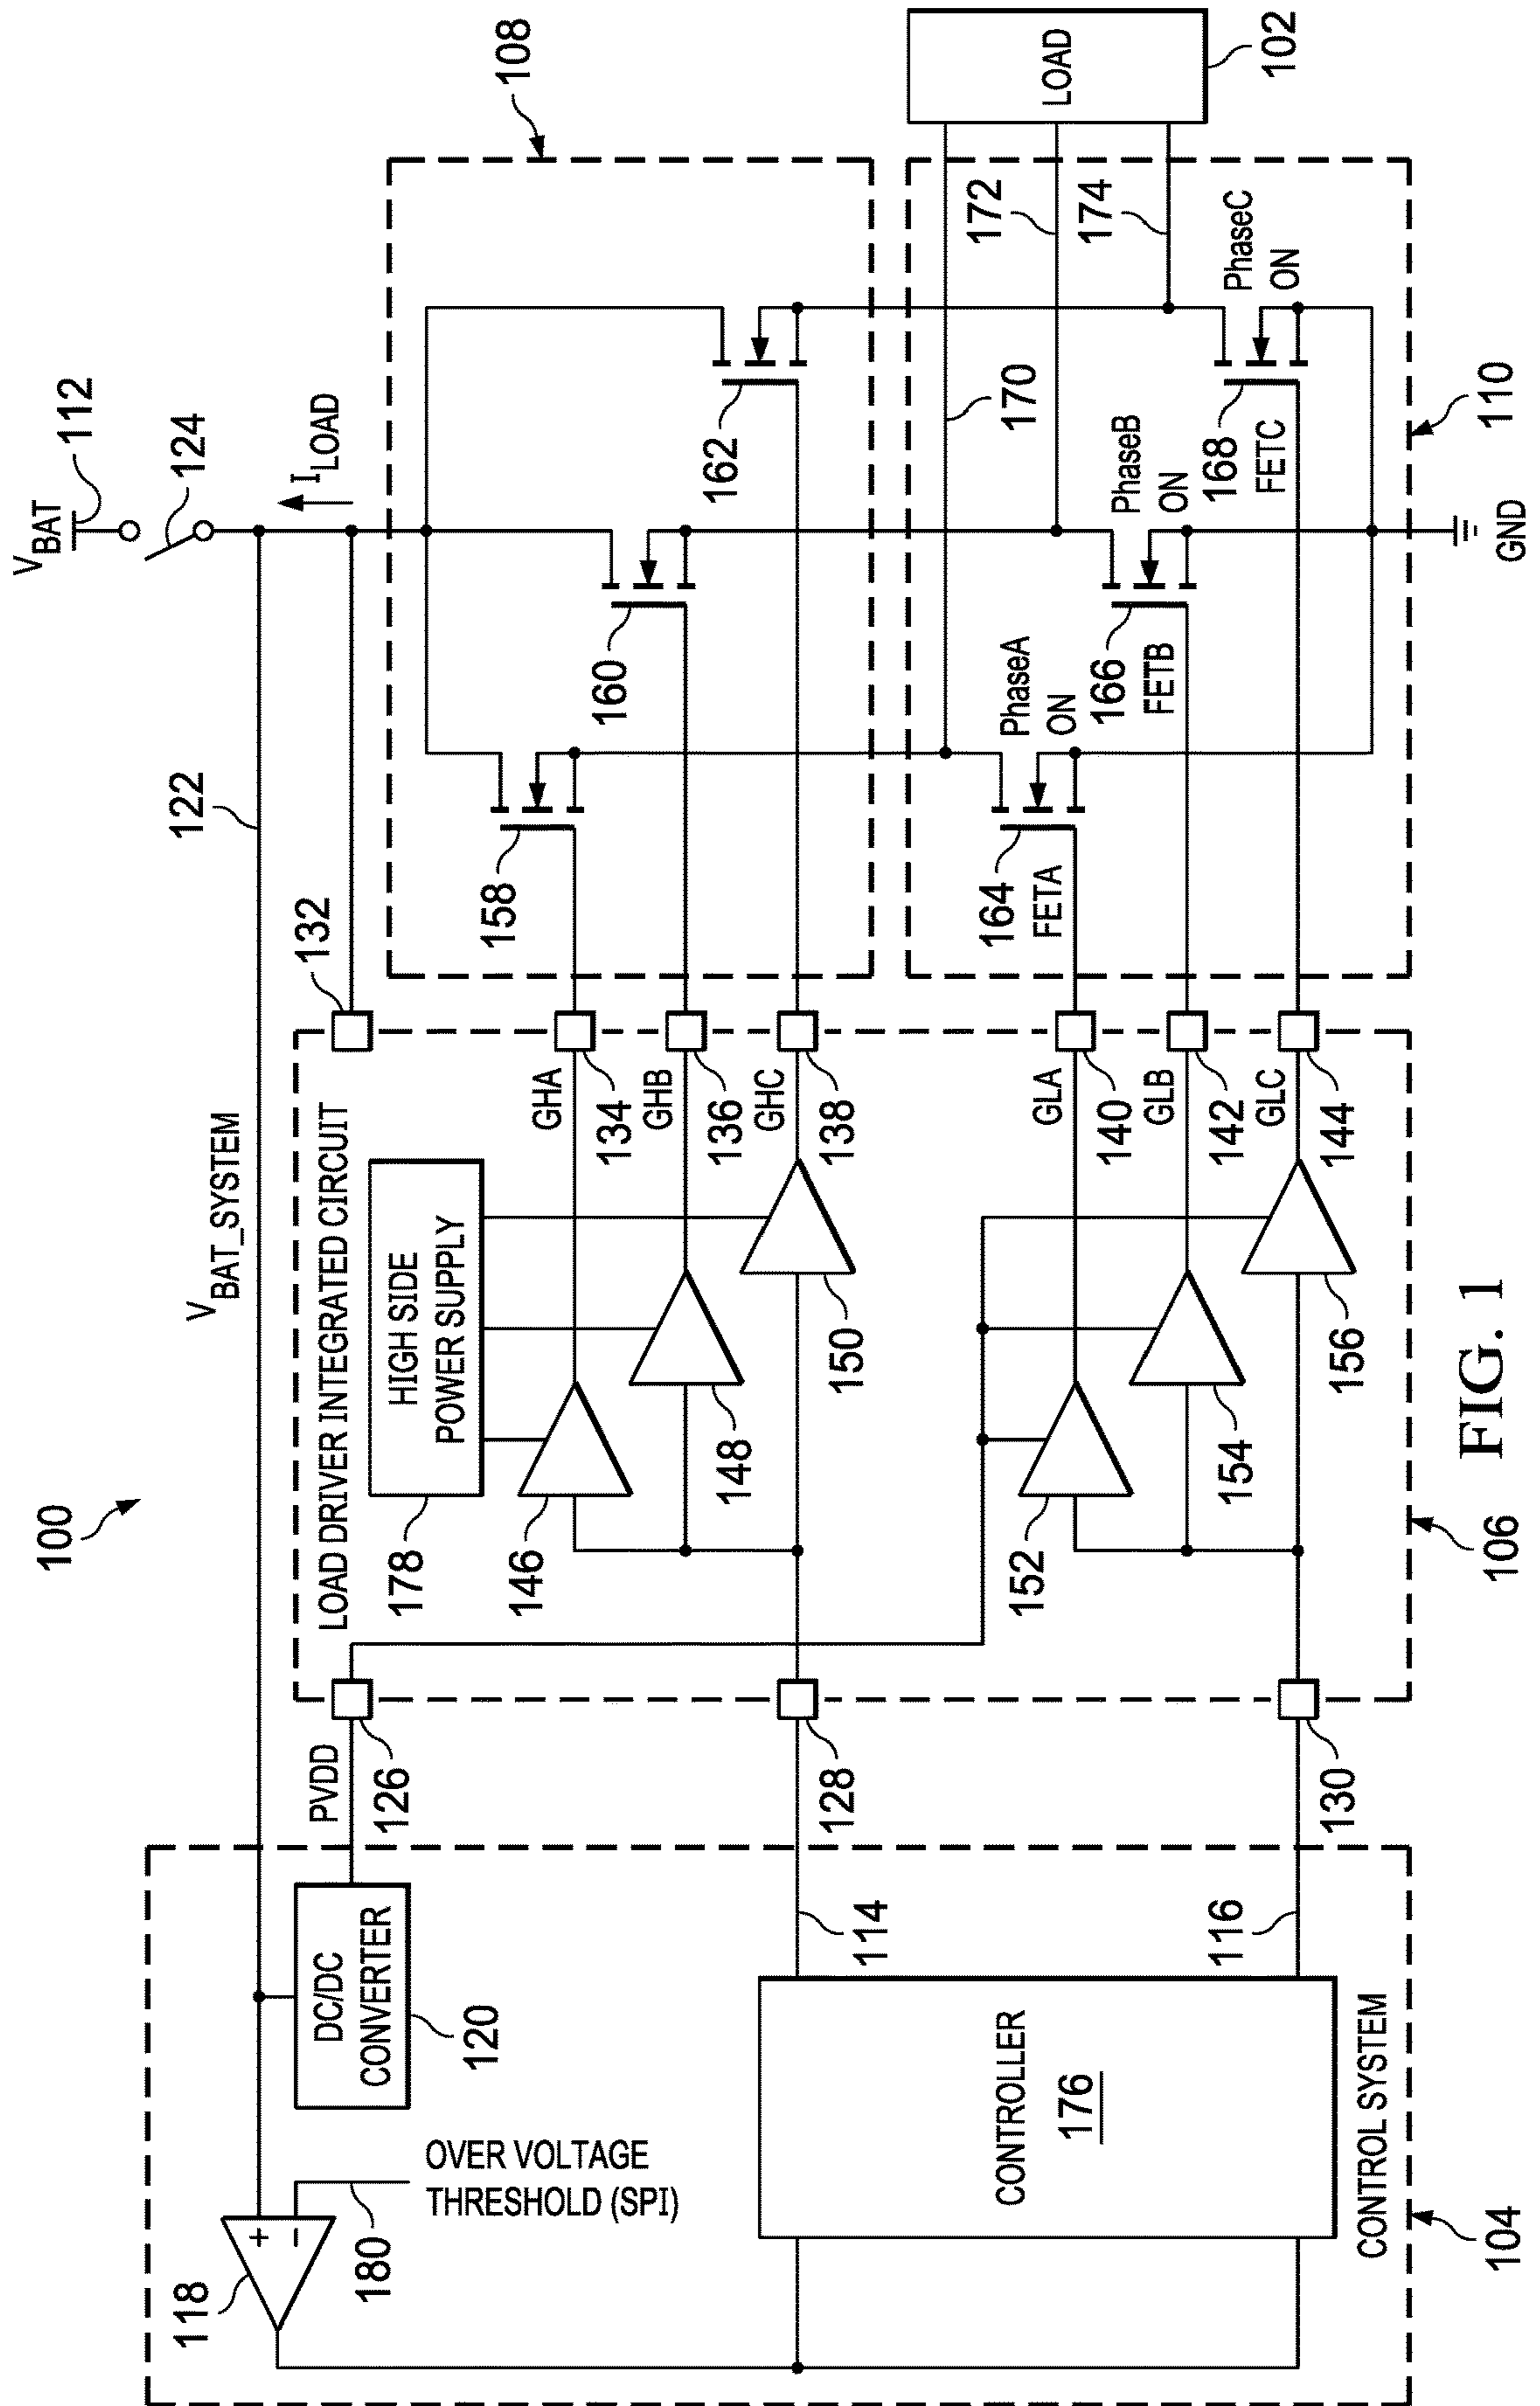 100
V_BAT
112
124
I_LOAD
V_BAT_SYSTEM
122
132
108
118
+
−
180
OVER VOLTAGE
THRESHOLD (SPI)
DC/DC
CONVERTER
120
PVDD
126
LOAD DRIVER INTEGRATED CIRCUIT
HIGH SIDE
POWER SUPPLY
178
146
148
150
GHA
134
GHB
136
GHC
138
158
160
162
CONTROLLER
176
114
116
128
130
152
154
156
GLA
140
GLB
142
GLC
144
164
FETA
PhaseA
ON
166
FETB
PhaseB
ON
168
FETC
PhaseC
ON
170
172
174
LOAD
102
CONTROL SYSTEM
104
106
110
GND
FIG. 1